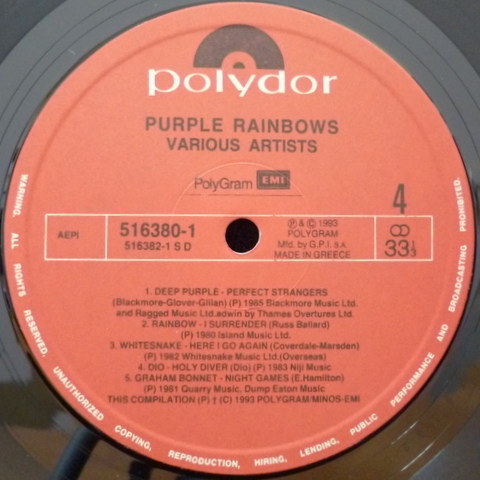 polydor
PURPLE RAINBOWS
VARIOUS ARTISTS
PolyGram EMI
4
AEPI
516380-1
516382-1 S D
℗ & © 1993
POLYGRAM
Mfd. by G.P.I. S.A.
MADE IN GREECE
33 1/3
1. DEEP PURPLE - PERFECT STRANGERS
(Blackmore-Glover-Gillan) (P) 1985 Blackmore Music Ltd.
and Ragged Music Ltd.adwin by Thames Overtures Ltd.
2. RAINBOW - I SURRENDER (Russ Ballard)
(P) 1980 Island Music Ltd.
3. WHITESNAKE - HERE I GO AGAIN (Coverdale-Marsden)
(P) 1982 Whitesnake Music Ltd.(Overseas)
4. DIO - HOLY DIVER (Dio) (P) 1983 Niji Music
5. GRAHAM BONNET - NIGHT GAMES (E.Hamilton)
(P) 1981 Quarry Music, Dump Eaton Music
THIS COMPILATION (P) † (C) 1993 POLYGRAM/MINOS-EMI
WARNING. ALL RIGHTS RESERVED. UNAUTHORIZED COPYING, REPRODUCTION, HIRING, LENDING, PUBLIC PERFORMANCE AND BROADCASTING PROHIBITED.